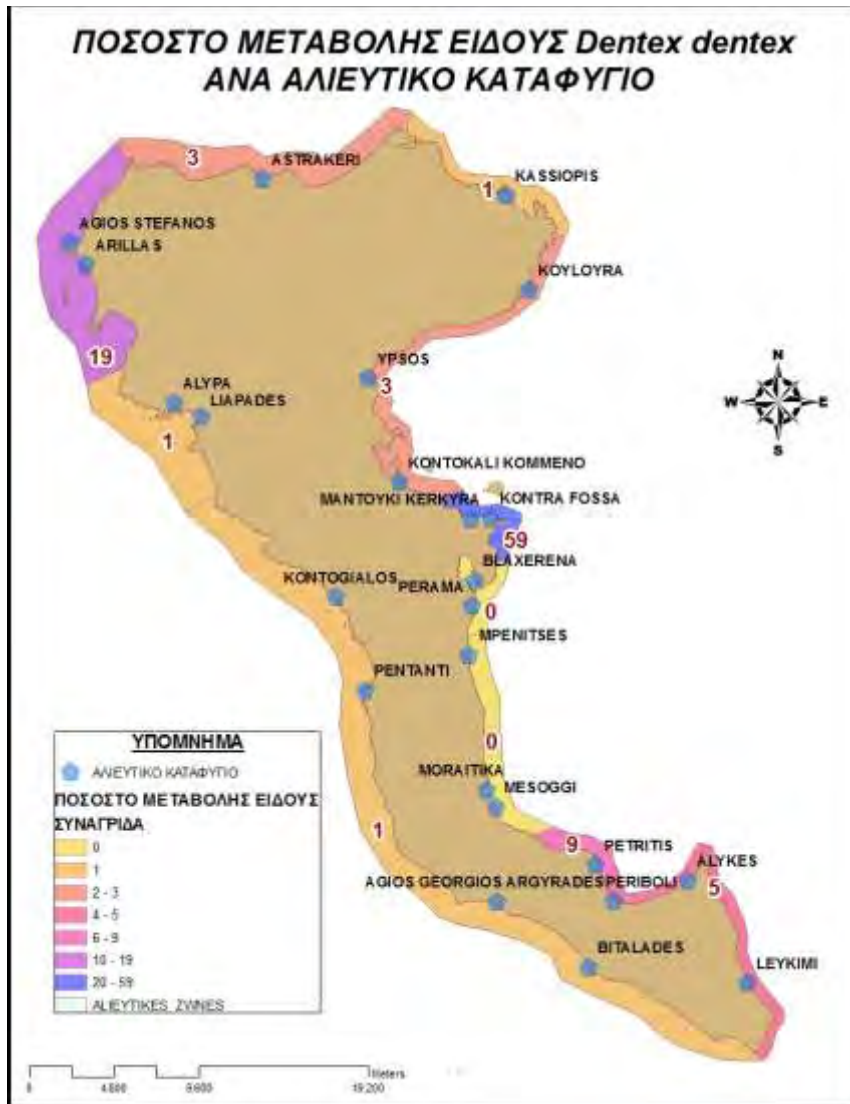 ΠΟΣΟΣΤΟ ΜΕΤΑΒΟΛΗΣ ΕΙΔΟΥΣ Dentex dentex
ΑΝΑ ΑΛΙΕΥΤΙΚΟ ΚΑΤΑΦΥΓΙΟ
3
ASTRAKERI
1
KASSIOPIS
AGIOS STEFANOS
ARILLAS
KOYLOYRA
19
YPSOS
3
N
W
E
S
ALYPA
LIAPADES
1
KONTOKALI KOMMENO
MANTOYKI KERKYRA
KONTRA FOSSA
59
BLAXERENA
KONTOGIALOS
PERAMA
0
MPENITSES
PENTANTI
0
MORAITIKA
MESOGGI
1
9
PETRITIS
ALYKES
5
AGIOS GEORGIOS ARGYRADES
PERIBOLI
BITALADES
LEYKIMI
ΥΠΟΜΝΗΜΑ
ΑΛΙΕΥΤΙΚΟ ΚΑΤΑΦΥΓΙΟ
ΠΟΣΟΣΤΟ ΜΕΤΑΒΟΛΗΣ ΕΙΔΟΥΣ
ΣΥΝΑΓΡΙΔΑ
0
1
2 - 3
4 - 5
6 - 9
10 - 19
20 - 59
ALIEYTIKES_ZWNES
Meters
0
4.800
9.600
19.200